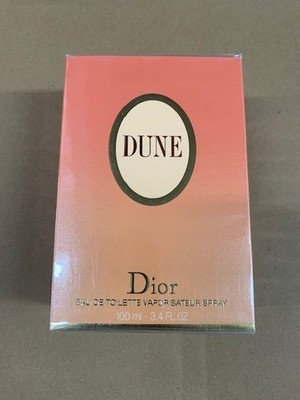 DUNE
Dior
EAU DE TOILETTE VAPORISATEUR SPRAY
100 ml - 3.4 FL.OZ